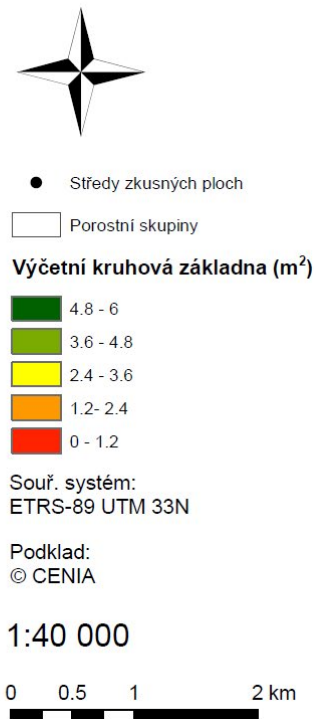 Středy zkusných ploch
Porostní skupiny
Výčetní kruhová základna (m²)
4.8 - 6
3.6 - 4.8
2.4 - 3.6
1.2- 2.4
0 - 1.2
Souř. systém:
ETRS-89 UTM 33N
Podklad:
© CENIA
1:40 000
0 0.5 1 2 km